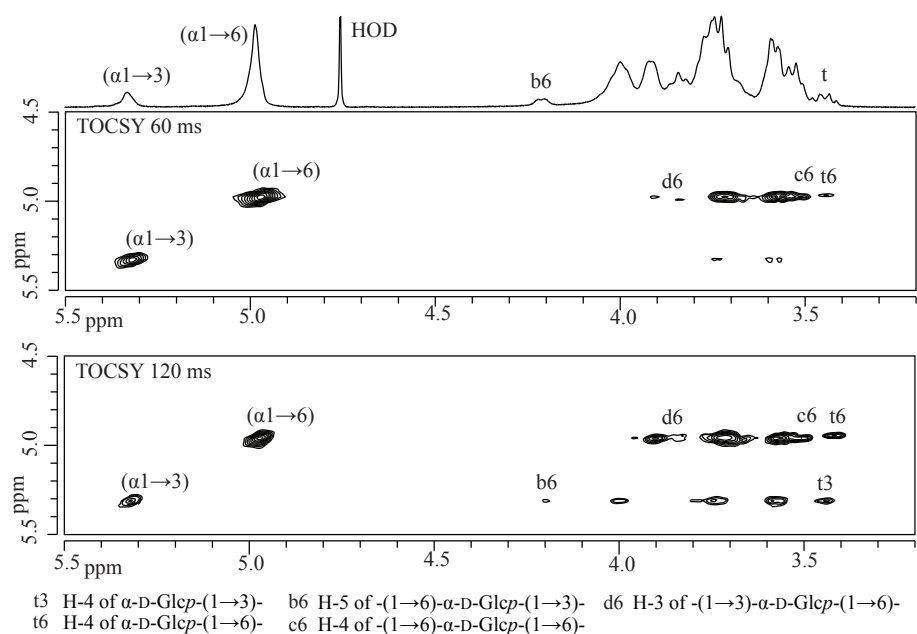 (α1→6)
HOD
(α1→3)
b6
t
4.5
TOCSY 60 ms
(α1→6)
d6
c6 t6
5.0
(α1→3)
ppm
5.5
5.5 ppm 5.0 4.5 4.0 3.5
4.5
TOCSY 120 ms
(α1→6)
d6
c6 t6
5.0
(α1→3)
b6
t3
ppm
5.5
5.5 ppm 5.0 4.5 4.0 3.5
t3 H-4 of α-D-Glcp-(1→3)- b6 H-5 of -(1→6)-α-D-Glcp-(1→3)- d6 H-3 of -(1→3)-α-D-Glcp-(1→6)-
t6 H-4 of α-D-Glcp-(1→6)- c6 H-4 of -(1→6)-α-D-Glcp-(1→6)-